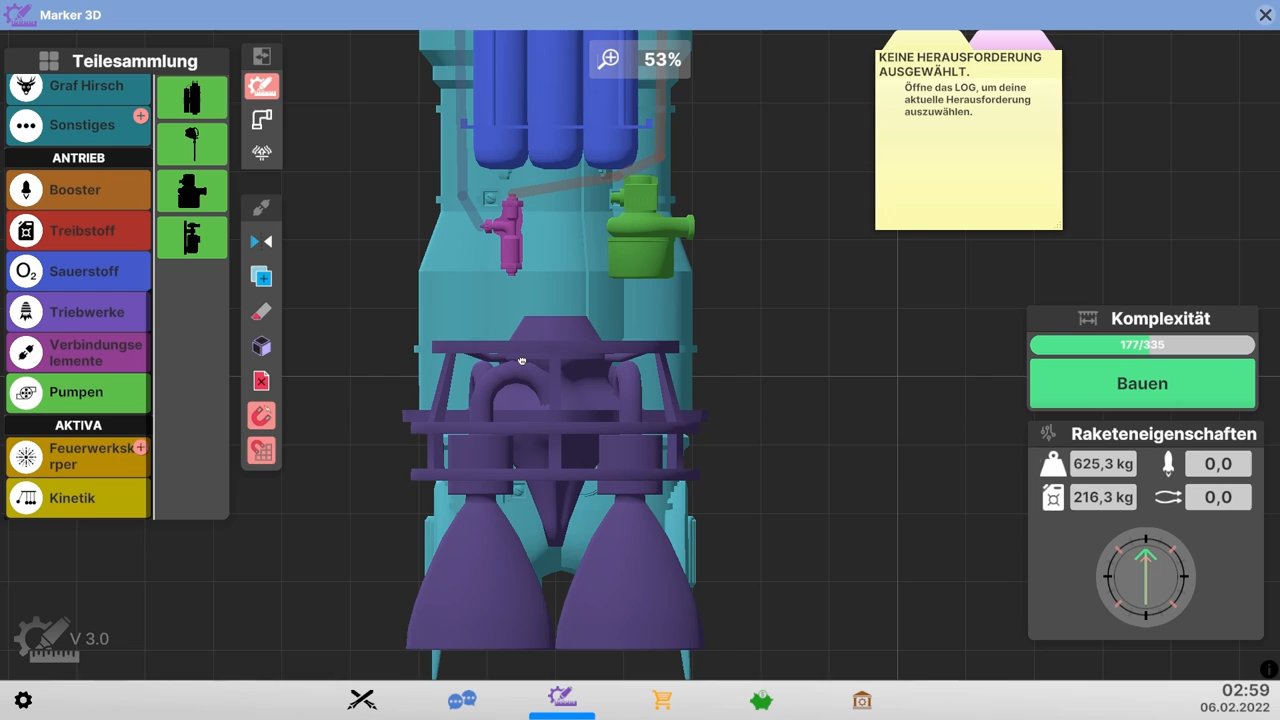 Marker 3D
Teilesammlung
Graf Hirsch
Sonstiges
ANTRIEB
Booster
Treibstoff
O2
Sauerstoff
Triebwerke
Verbindungse
lemente
Pumpen
AKTIVA
Feuerwerksk
rper
Kinetik
53%
KEINE HERAUSFORDERUNG
AUSGEWÄHLT.
Öffne das LOG, um deine
aktuelle Herausforderung
auszuwählen.
Komplexität
177/335
Bauen
Raketeneigenschaften
625,3 kg
0,0
216,3 kg
0,0
V 3.0
02:59
06.02.2022